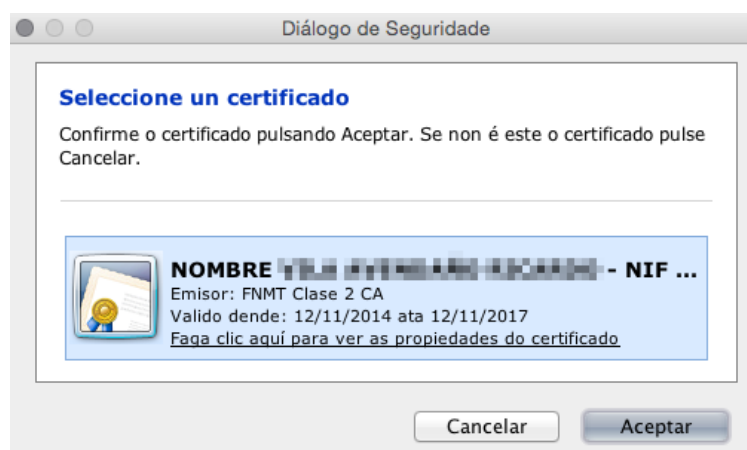 Diálogo de Seguridade
Seleccione un certificado
Confirme o certificado pulsando Aceptar. Se non é este o certificado pulse
Cancelar.
NOMBRE - NIF ...
Emisor: FNMT Clase 2 CA
Valido dende: 12/11/2014 ata 12/11/2017
Faga clic aquí para ver as propiedades do certificado
Cancelar
Aceptar